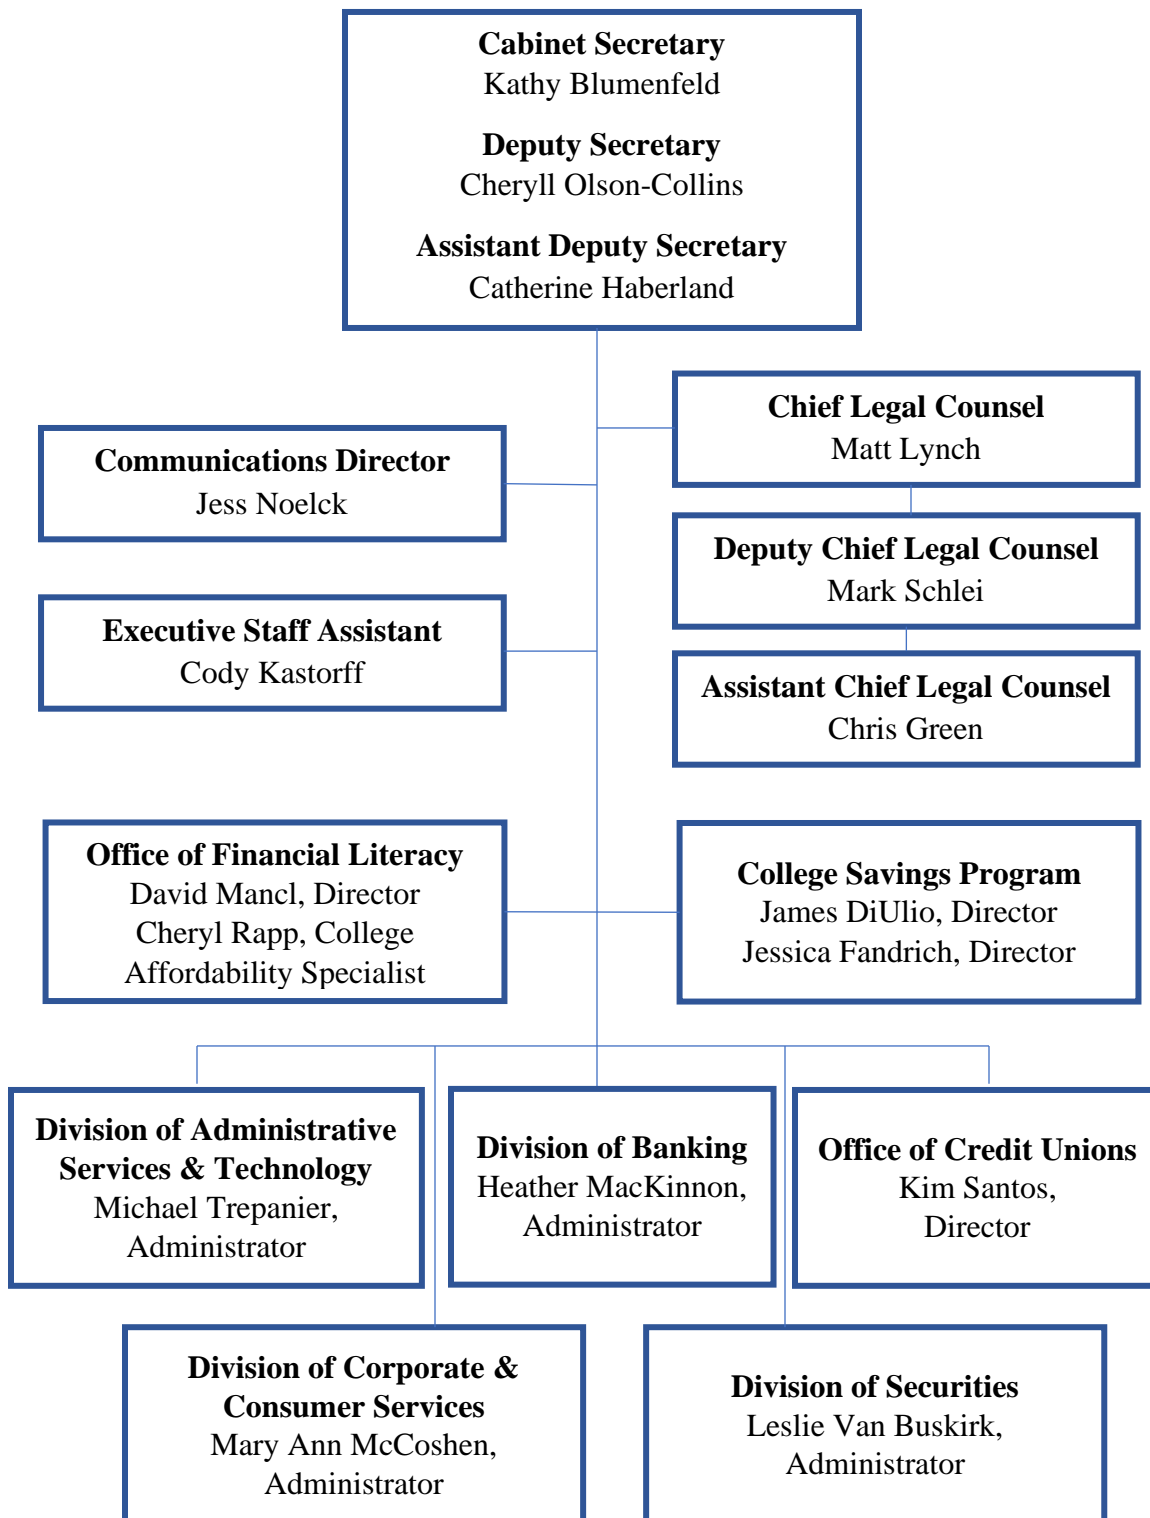 Cabinet Secretary
Kathy Blumenfeld
Deputy Secretary
Cheryll Olson-Collins
Assistant Deputy Secretary
Catherine Haberland
Chief Legal Counsel
Matt Lynch
Communications Director
Jess Noelck
Deputy Chief Legal Counsel
Mark Schlei
Executive Staff Assistant
Cody Kastorff
Assistant Chief Legal Counsel
Chris Green
Office of Financial Literacy
David Mancl, Director
Cheryl Rapp, College
Affordability Specialist
College Savings Program
James DiUlio, Director
Jessica Fandrich, Director
Division of Administrative
Services & Technology
Michael Trepanier,
Administrator
Division of Banking
Heather MacKinnon,
Administrator
Office of Credit Unions
Kim Santos,
Director
Division of Corporate &
Consumer Services
Mary Ann McCoshen,
Administrator
Division of Securities
Leslie Van Buskirk,
Administrator